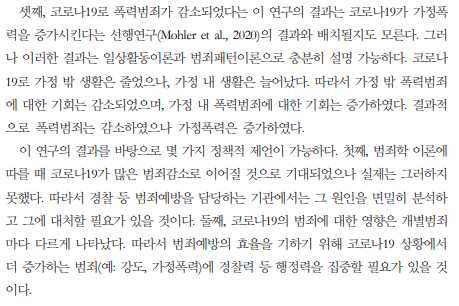 셋째, 코로나19로 폭력범죄가 감소되었다는 이 연구의 결과는 코로나19가 가정폭
력을 증가시킨다는 선행연구(Mohler et al., 2020)의 결과와 배치될지도 모른다. 그러
나 이러한 결과는 일상활동이론과 범죄패턴이론으로 충분히 설명 가능하다. 코로나
19로 가정 밖 생활은 줄었으나, 가정 내 생활은 늘어났다. 따라서 가정 밖 폭력범죄
에 대한 기회는 감소되었으며, 가정 내 폭력범죄에 대한 기회는 증가하였다. 결과적
으로 폭력범죄는 감소하였으나 가정폭력은 증가하였다.
이 연구의 결과를 바탕으로 몇 가지 정책적 제언이 가능하다. 첫째, 범죄학 이론에
따를 때 코로나19가 많은 범죄감소로 이어질 것으로 기대되었으나 실제는 그러하지
못했다. 따라서 경찰 등 범죄예방을 담당하는 기관에서는 그 원인을 면밀히 분석하
고 그에 대처할 필요가 있을 것이다. 둘째, 코로나19의 범죄에 대한 영향은 개별범죄
마다 다르게 나타났다. 따라서 범죄예방의 효율을 기하기 위해 코로나19 상황에서
더 증가하는 범죄(예: 강도, 가정폭력)에 경찰력 등 행정력을 집중할 필요가 있을 것
이다.